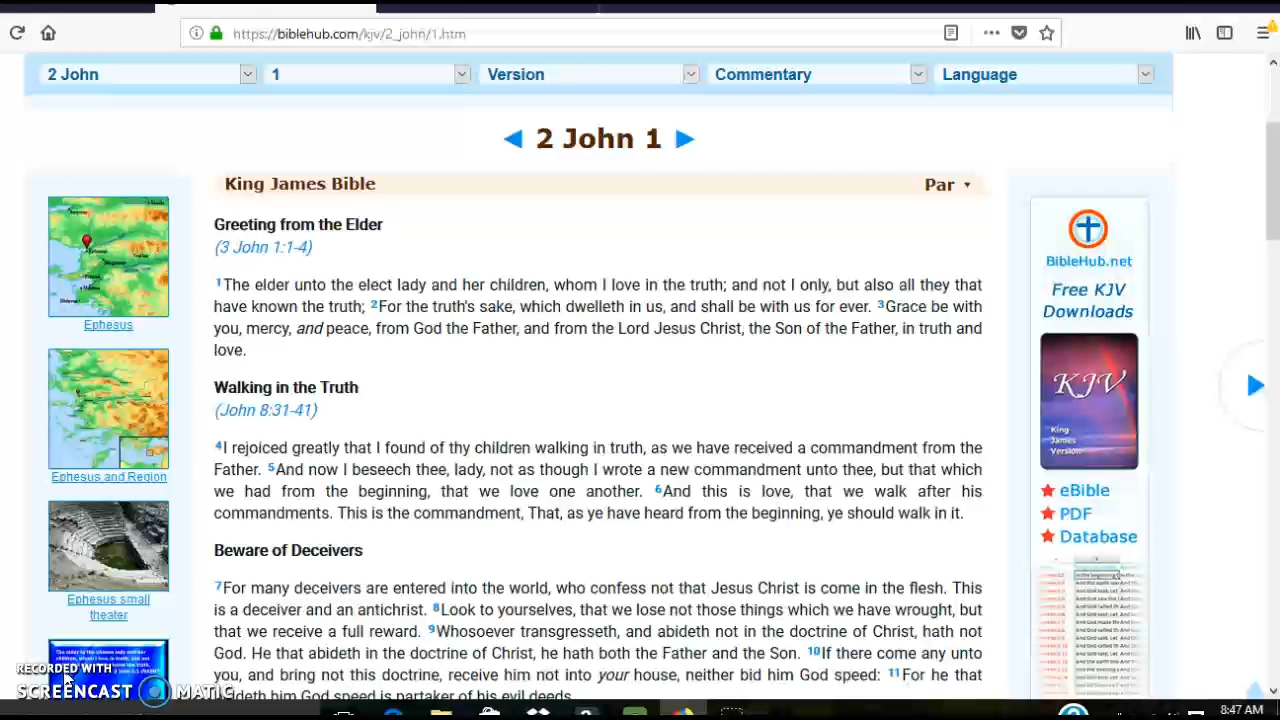 https://biblehub.com/kjv/2_john/1.htm
2 John 1 Version Commentary Language
2 John 1
King James Bible Par
Greeting from the Elder
(3 John 1:1-4)
1The elder unto the elect lady and her children, whom I love in the truth; and not I only, but also all they that
have known the truth; 2For the truth's sake, which dwelleth in us, and shall be with us for ever. 3Grace be with
you, mercy, and peace, from God the Father, and from the Lord Jesus Christ, the Son of the Father, in truth and
love.
Walking in the Truth
(John 8:31-41)
4I rejoiced greatly that I found of thy children walking in truth, as we have received a commandment from the
Father. 5And now I beseech thee, lady, not as though I wrote a new commandment unto thee, but that which
we had from the beginning, that we love one another. 6And this is love, that we walk after his
commandments. This is the commandment, That, as ye have heard from the beginning, ye should walk in it.
Beware of Deceivers
7For many deceivers are into the world, who confess not that Jesus Christ is come in the flesh. This
is a deceiver and an 8Look to yourselves, that we lose not those things which we have wrought, but
that we receive a Whosoever transgresseth, and abideth not in the doctrine of Christ, hath not
God. He that abideth in the doctrine of Christ, he hath both the Father and the Son. 10If there come any unto
you, and bring not this doctrine, receive him not into your house, neither bid him God speed: 11For he that
him God
Ephesus
Ephesus and Region
Ephesus small
theater
BibleHub.net
Free KJV
Downloads
KJV
King
James
Version
eBible
PDF
Database
RECORDED WITH
SCREENCAST MATIC
8:47 AM